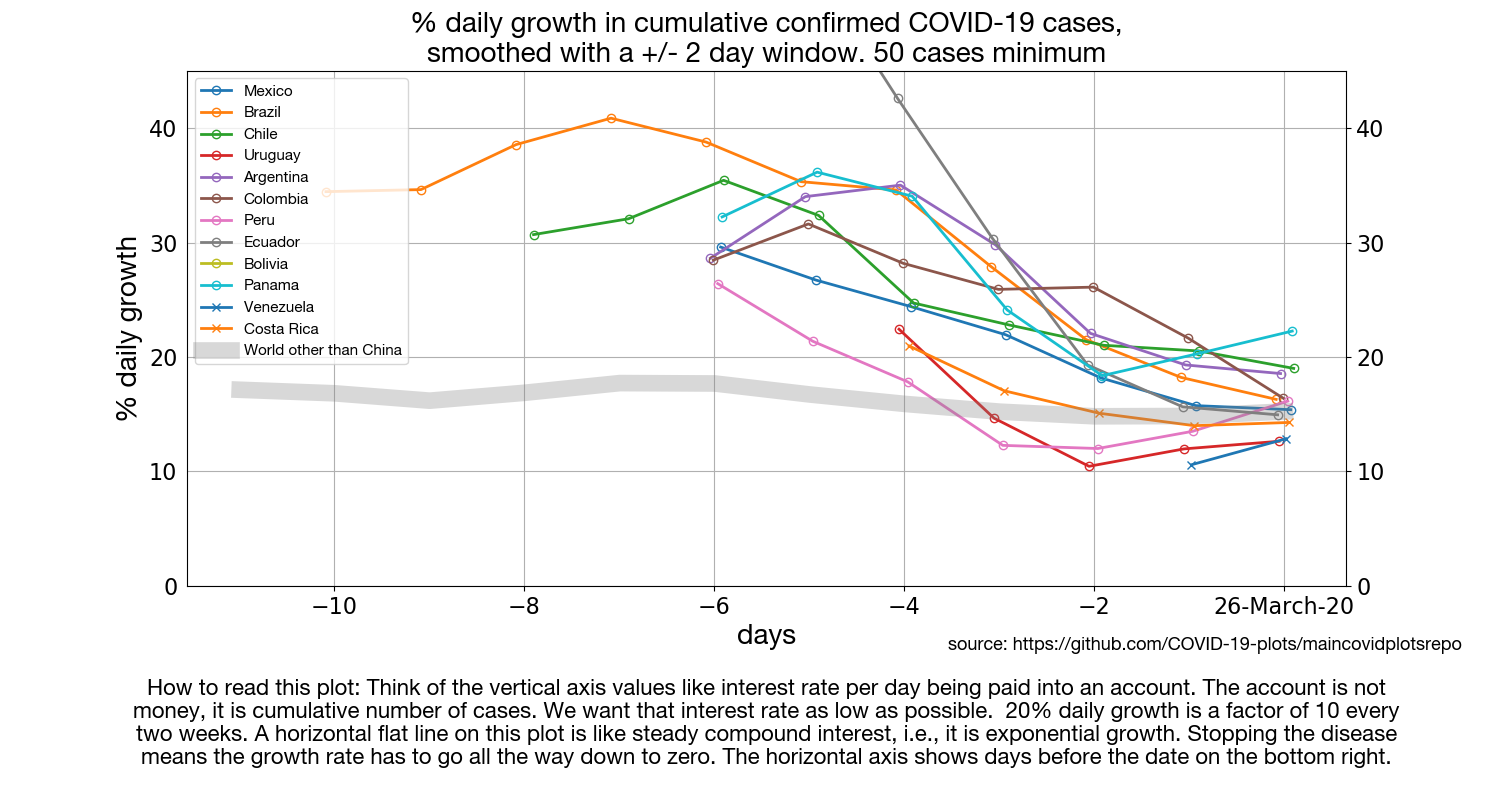 % daily growth in cumulative confirmed COVID-19 cases,
smoothed with a +/- 2 day window. 50 cases minimum
Mexico
Brazil
Chile
Uruguay
Argentina
Colombia
Peru
Ecuador
Bolivia
Panama
Venezuela
Costa Rica
World other than China
% daily growth
40
30
20
10
0
40
30
20
10
0
−10
−8
−6
−4
−2
26-March-20
days
source: https://github.com/COVID-19-plots/maincovidplotsrepo
How to read this plot: Think of the vertical axis values like interest rate per day being paid into an account. The account is not
money, it is cumulative number of cases. We want that interest rate as low as possible.  20% daily growth is a factor of 10 every
two weeks. A horizontal flat line on this plot is like steady compound interest, i.e., it is exponential growth. Stopping the disease
means the growth rate has to go all the way down to zero. The horizontal axis shows days before the date on the bottom right.